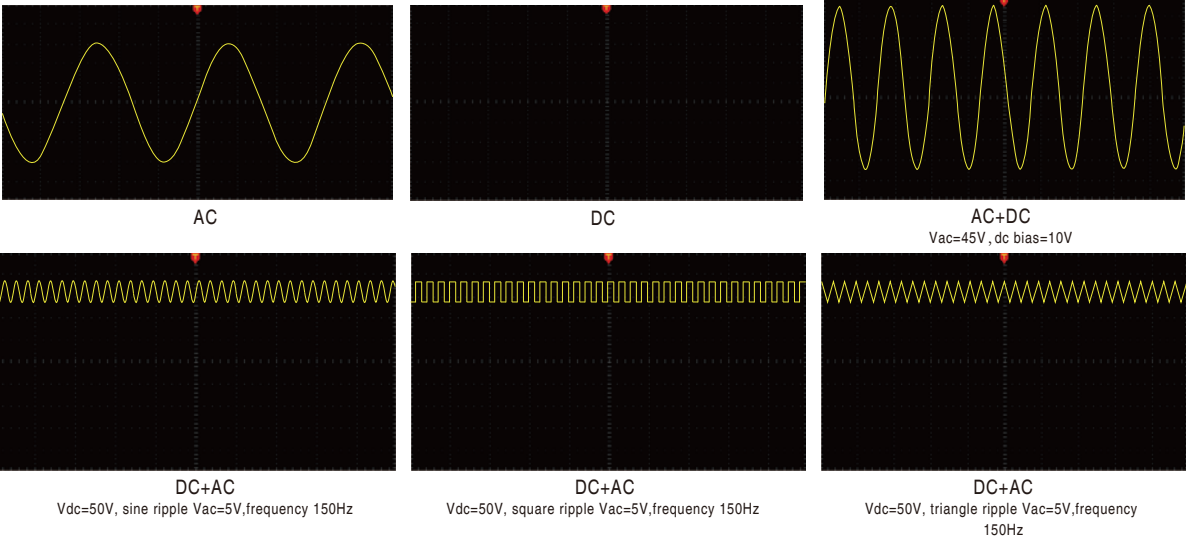 AC
DC
AC+DC
Vac=45V , dc bias=10V
DC+AC
Vdc=50V, sine ripple Vac=5V,frequency 150Hz
DC+AC
Vdc=50V, square ripple Vac=5V,frequency 150Hz
DC+AC
Vdc=50V, triangle ripple Vac=5V,frequency
150Hz